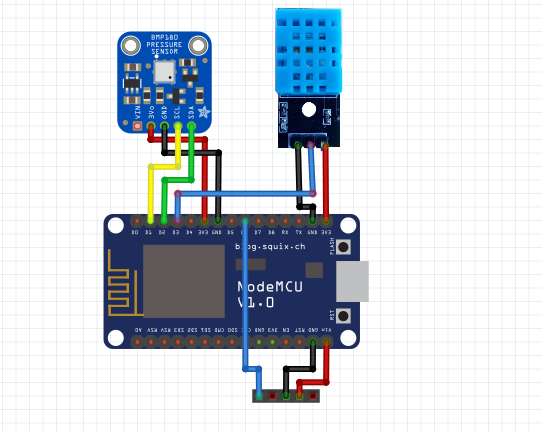 BMP180
PRESSURE
SENSOR
VIN
3Vo
GND
SCL
SDA
D0 D1 D2 D3 D4 3V3 GND D5 D7 D8 RX TX GND 3V3
blog.squix.ch
FLASH
NodeMCU
V1.0
RST
A0 RSV RSV SD3 SD2 SD1 CMD SD0 CLK GND 3V3 EN RST GND Vin